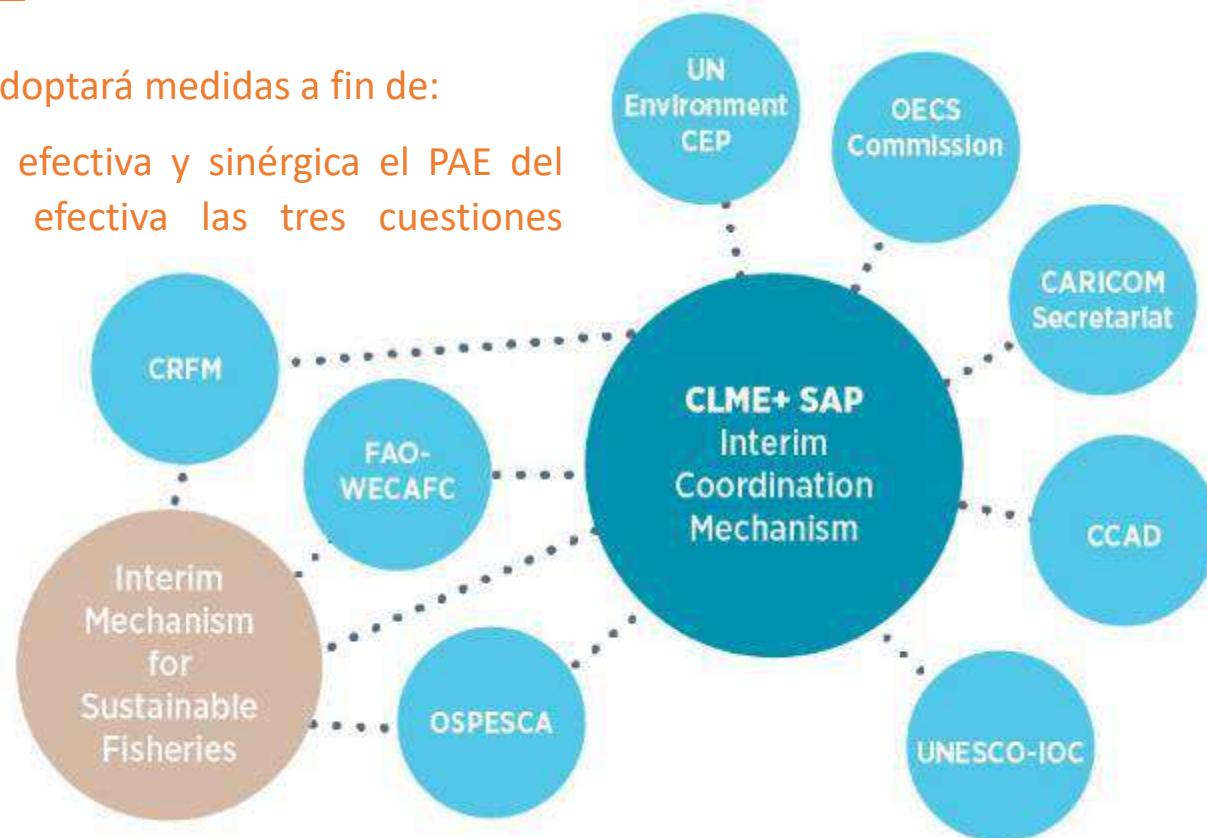 doptará medidas a fin de:
efectiva y sinérgica el PAE del
efectiva las tres cuestiones
UN
Environment
CEP
OECS
Commission
CARICOM
Secretariat
CRFM
FAO-
WECAFC
CLME+ SAP
Interim
Coordination
Mechanism
CCAD
Interim
Mechanism
for
Sustainable
Fisheries
OSPESCA
UNESCO-IOC